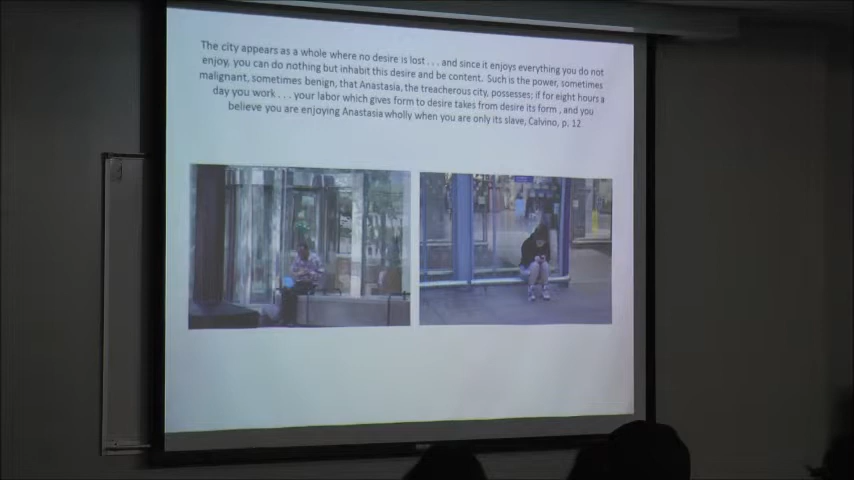 The city appears as a whole where no desire is lost . . . and since it enjoys everything you do not
enjoy, you can do nothing but inhabit this desire and be content. Such is the power, sometimes
malignant, sometimes benign, that Anastasia, the treacherous city, possesses; if for eight hours a
day you work . . . your labor which gives form to desire takes from desire its form , and you
believe you are enjoying Anastasia wholly when you are only its slave, Calvino, p. 12